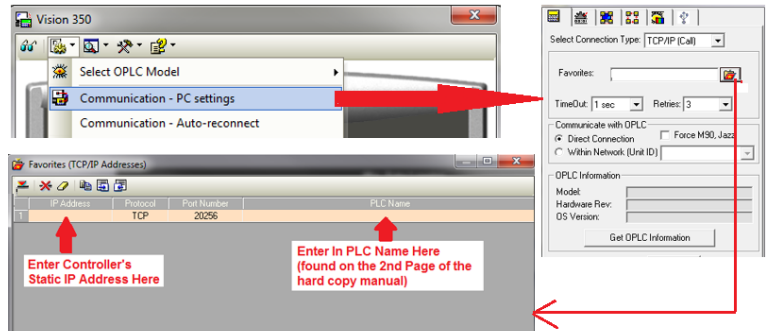 Vision 350
Select OPLC Model
Communication - PC settings
Communication - Auto-reconnect
Select Connection Type: TCP/IP (Call)
Favorites:
TimeOut: 1 sec Retries: 3
Communicate with OPLC
Direct Connection Force M90, Jazz
Within Network (Unit ID)
OPLC Information
Model:
Hardware Rev:
OS Version:
Get OPLC Information
Favorites (TCP/IP Addresses)
IP Address Protocol Port Number PLC Name
1 TCP 20256
Enter Controller's
Static IP Address Here
Enter In PLC Name Here
(found on the 2nd Page of the
hard copy manual)